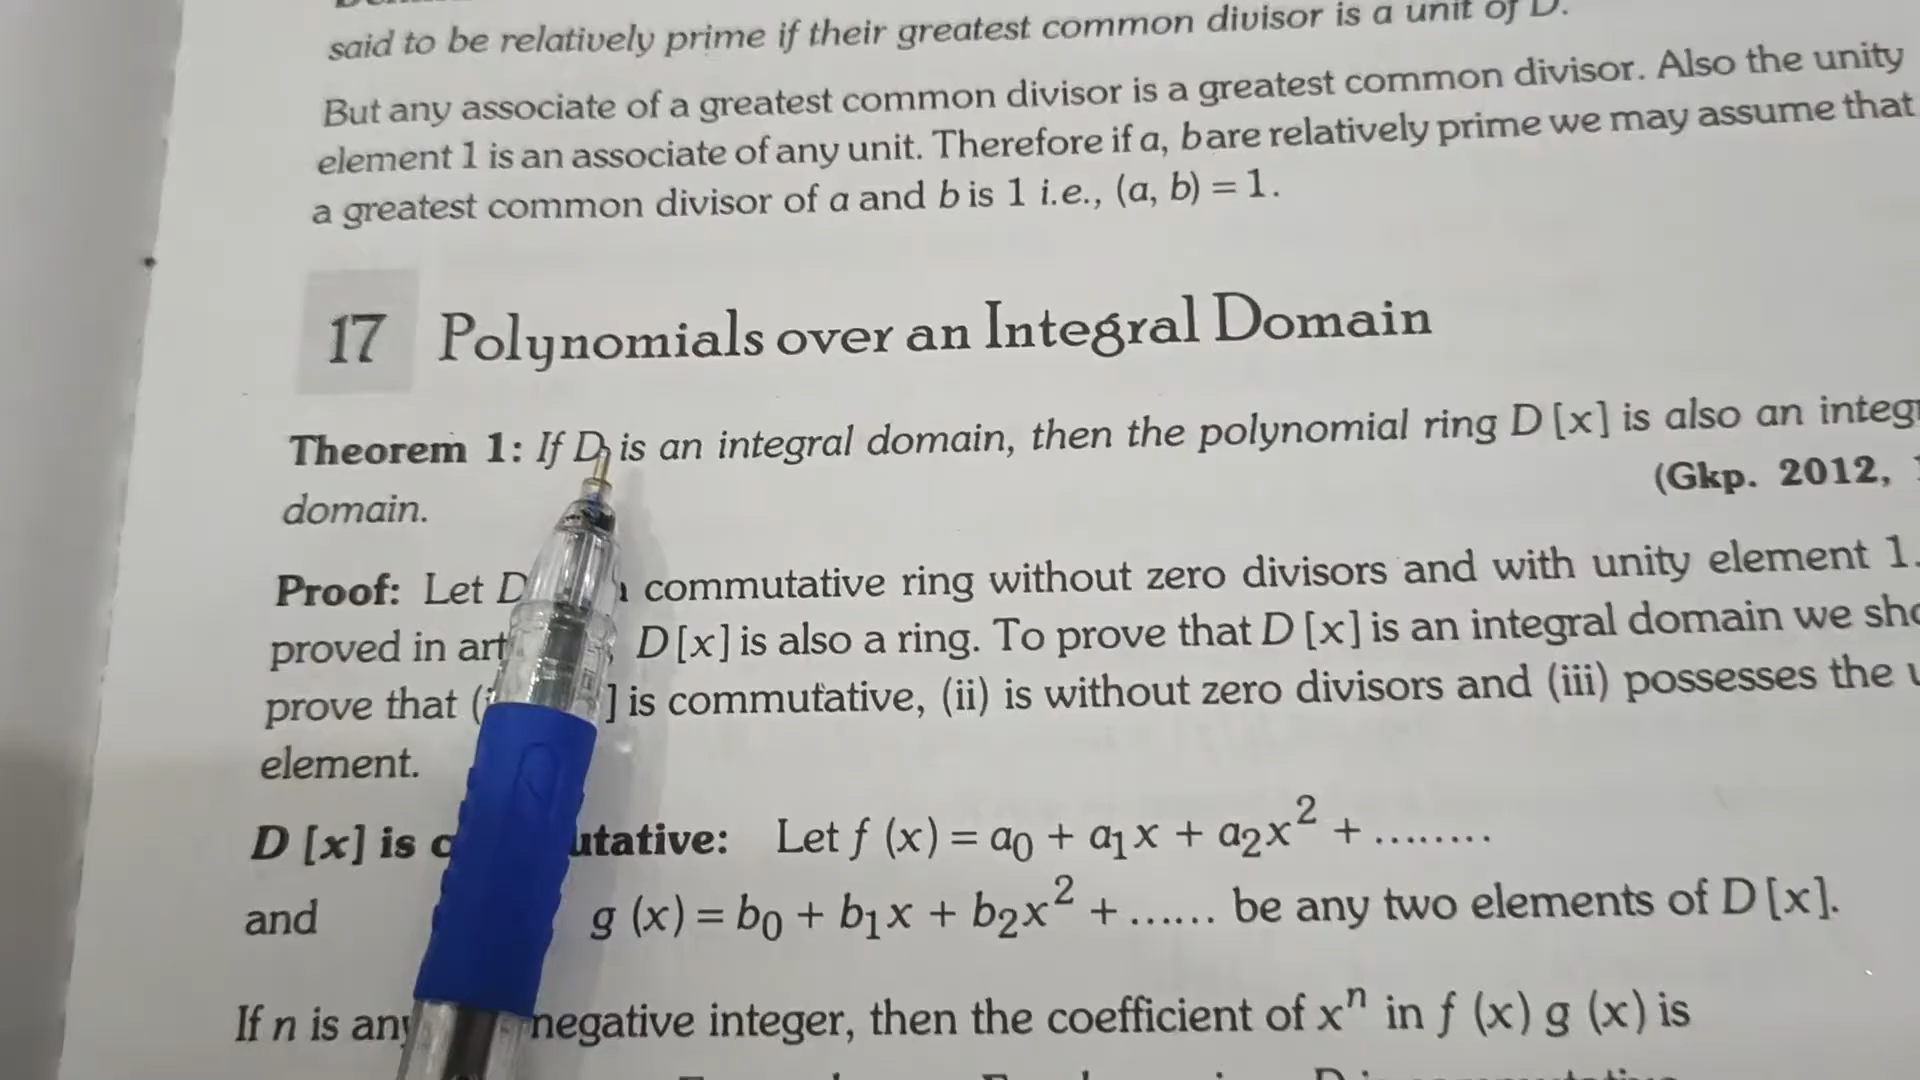 said to be relatively prime if their greatest common divisor is a unit of D.
But any associate of a greatest common divisor is a greatest common divisor. Also the unity
element 1 is an associate of any unit. Therefore if a, b are relatively prime we may assume that
a greatest common divisor of a and b is 1 i.e., (a, b) = 1.
17 Polynomials over an Integral Domain
Theorem 1: If D is an integral domain, then the polynomial ring D [x] is also an
domain. (Gkp. 2012,
Proof: Let D commutative ring without zero divisors and with unity element 1.
proved in D [x] is also a ring. To prove that D [x] is an integral domain we
prove that ] is commutative, (ii) is without zero divisors and (iii) possesses the
element.
D [x] is Let f (x) = a₀ + a₁x + a₂x² + ........
and g (x) = b₀ + b₁x + b₂x² + ...... be any two elements of D [x].
If n is negative integer, then the coefficient of xⁿ in f (x) g (x) is